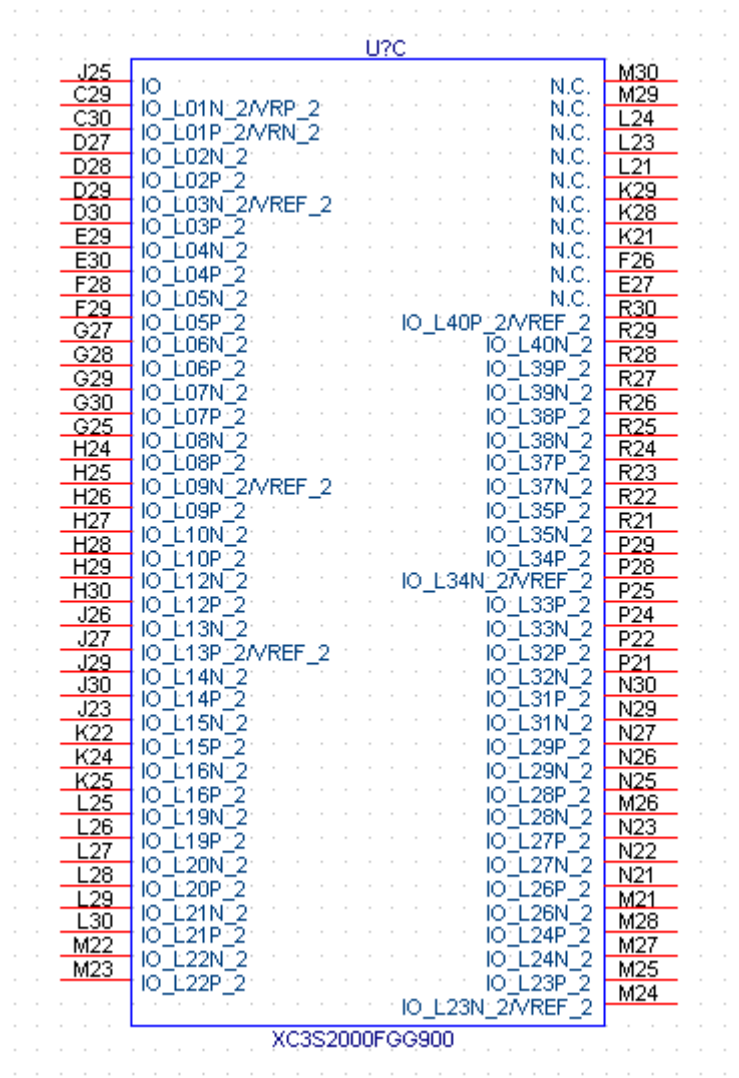 U?C
J25 IO
C29 IO_L01N_2/VRP_2
C30 IO_L01P_2/VRN_2
D27 IO_L02N_2
D28 IO_L02P_2
D29 IO_L03N_2/VREF_2
D30 IO_L03P_2
E29 IO_L04N_2
E30 IO_L04P_2
F28 IO_L05N_2
F29 IO_L05P_2
G27 IO_L06N_2
G28 IO_L06P_2
G29 IO_L07N_2
G30 IO_L07P_2
G25 IO_L08N_2
H24 IO_L08P_2
H25 IO_L09N_2/VREF_2
H26 IO_L09P_2
H27 IO_L10N_2
H28 IO_L10P_2
H29 IO_L12N_2
H30 IO_L12P_2
J26 IO_L13N_2
J27 IO_L13P_2/VREF_2
J29 IO_L14N_2
J30 IO_L14P_2
J23 IO_L15N_2
K22 IO_L15P_2
K24 IO_L16N_2
K25 IO_L16P_2
L25 IO_L19N_2
L26 IO_L19P_2
L27 IO_L20N_2
L28 IO_L20P_2
L29 IO_L21N_2
L30 IO_L21P_2
M22 IO_L22N_2
M23 IO_L22P_2
N.C. M30
N.C. M29
N.C. L24
N.C. L23
N.C. L21
N.C. K29
N.C. K28
N.C. K21
N.C. F26
N.C. E27
IO_L40P_2/VREF_2 R30
IO_L40N_2 R29
IO_L39P_2 R28
IO_L39N_2 R27
IO_L38P_2 R26
IO_L38N_2 R25
IO_L37P_2 R24
IO_L37N_2 R23
IO_L35P_2 R22
IO_L35N_2 R21
IO_L34P_2 P29
IO_L34N_2/VREF_2 P28
IO_L33P_2 P25
IO_L33N_2 P24
IO_L32P_2 P22
IO_L32N_2 P21
IO_L31P_2 N30
IO_L31N_2 N29
IO_L29P_2 N27
IO_L29N_2 N26
IO_L28P_2 N25
IO_L28N_2 M26
IO_L27P_2 N23
IO_L27N_2 N22
IO_L26P_2 N21
IO_L26N_2 M21
IO_L24P_2 M28
IO_L24N_2 M27
IO_L23P_2 M25
IO_L23N_2/VREF_2 M24
XC3S2000FGG900